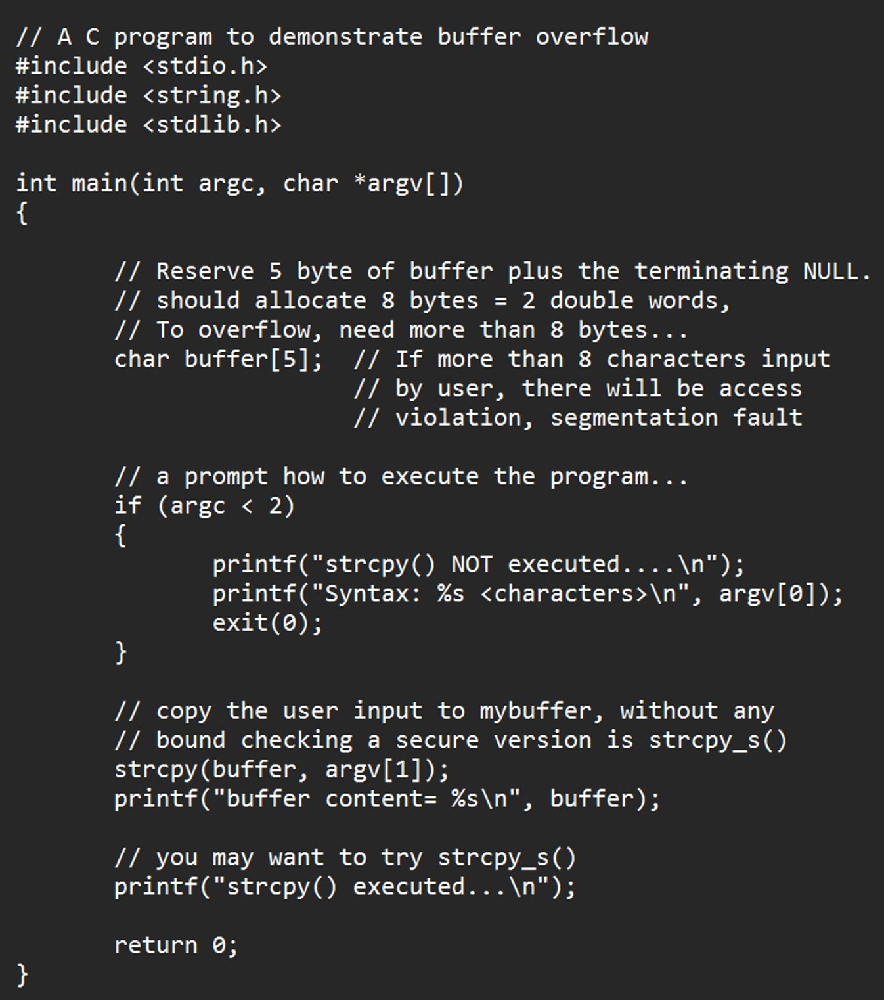 // A C program to demonstrate buffer overflow
#include <stdio.h>
#include <string.h>
#include <stdlib.h>

int main(int argc, char *argv[])
{

       // Reserve 5 byte of buffer plus the terminating NULL.
       // should allocate 8 bytes = 2 double words,
       // To overflow, need more than 8 bytes...
       char buffer[5];  // If more than 8 characters input
                        // by user, there will be access
                        // violation, segmentation fault

       // a prompt how to execute the program...
       if (argc < 2)
       {
              printf("strcpy() NOT executed....\n");
              printf("Syntax: %s <characters>\n", argv[0]);
              exit(0);
       }

       // copy the user input to mybuffer, without any
       // bound checking a secure version is strcpy_s()
       strcpy(buffer, argv[1]);
       printf("buffer content= %s\n", buffer);

       // you may want to try strcpy_s()
       printf("strcpy() executed...\n");

       return 0;
}